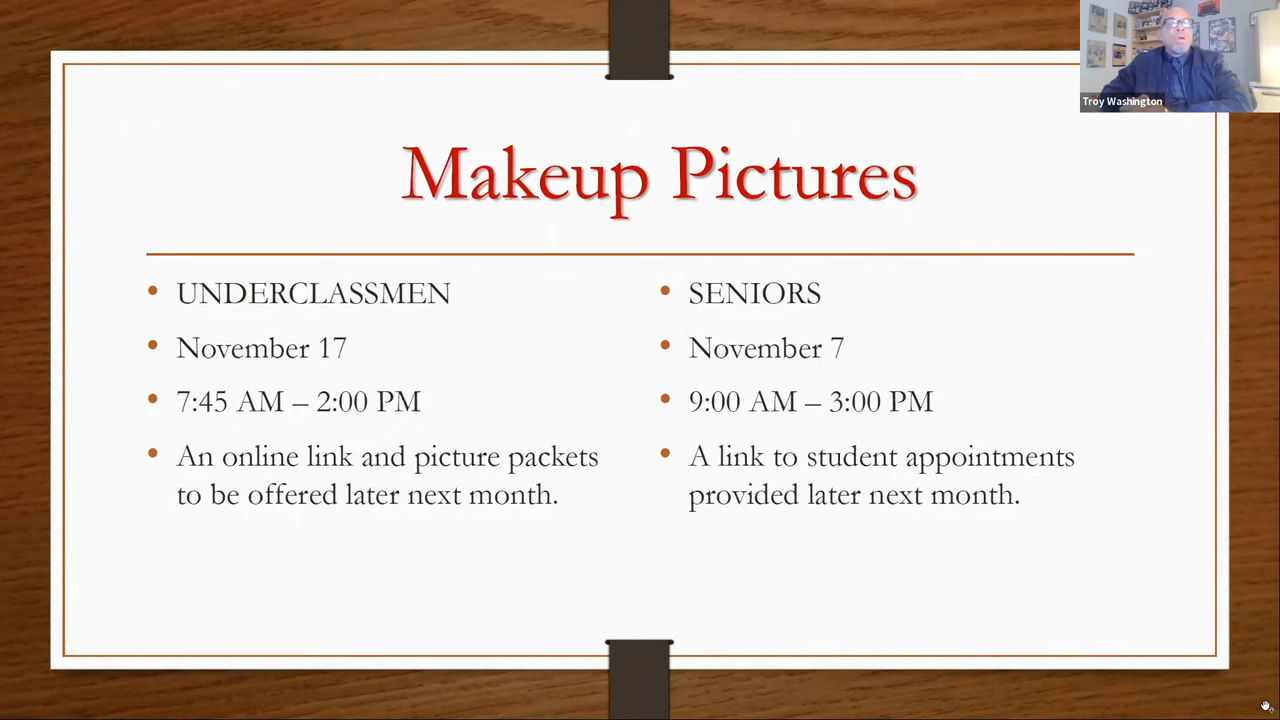 Troy Washington
Makeup Pictures
UNDERCLASSMEN
November 17
7:45 AM – 2:00 PM
An online link and picture packets
to be offered later next month.
SENIORS
November 7
9:00 AM – 3:00 PM
A link to student appointments
provided later next month.